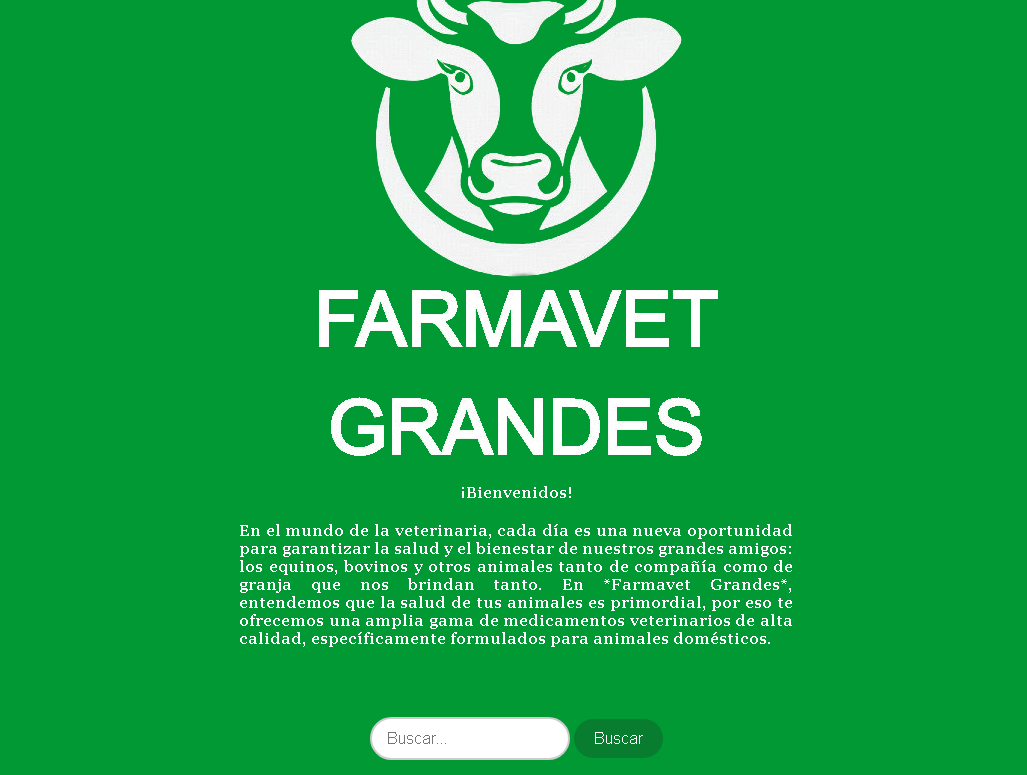 FARMAVET
GRANDES
¡Bienvenidos!
En el mundo de la veterinaria, cada día es una nueva oportunidad
para garantizar la salud y el bienestar de nuestros grandes amigos:
los equinos, bovinos y otros animales tanto de compañía como de
granja que nos brindan tanto. En *Farmavet Grandes*,
entendemos que la salud de tus animales es primordial, por eso te
ofrecemos una amplia gama de medicamentos veterinarios de alta
calidad, específicamente formulados para animales domésticos.
Buscar... Buscar